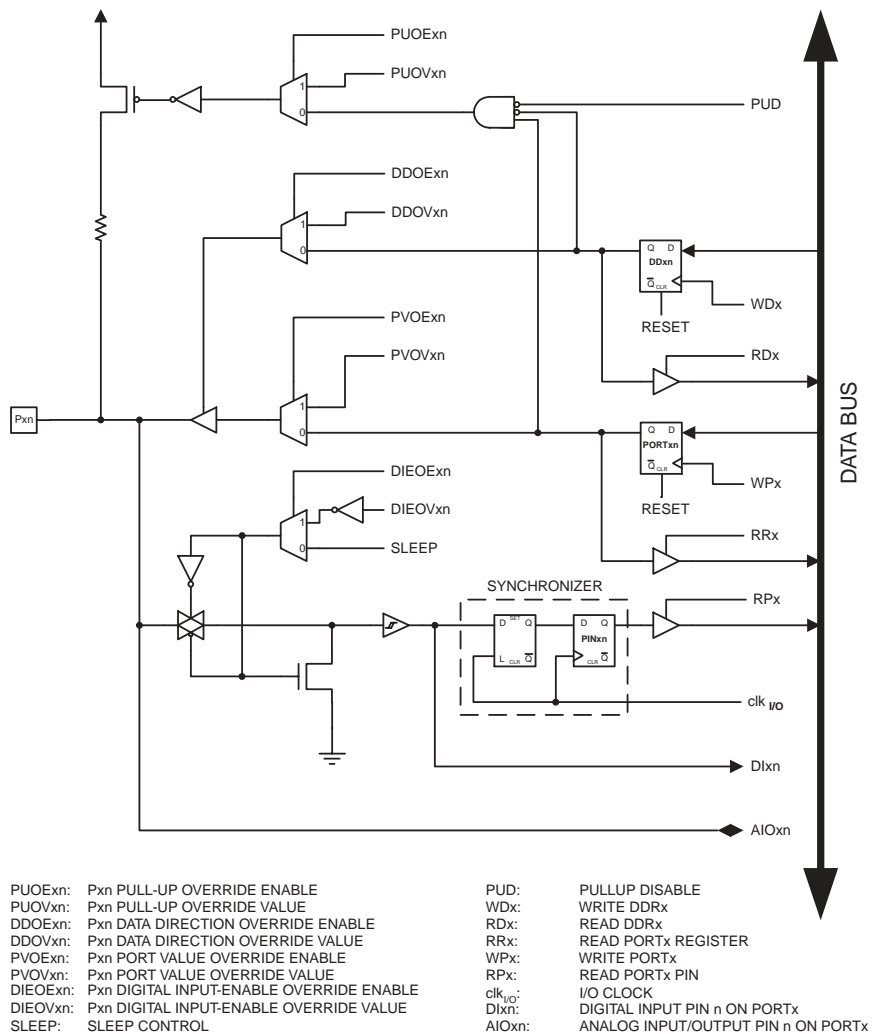 PUOExn
PUOVxn
1
0
PUD
DDOExn
DDOVxn
1
0
Q D
DDxn
Q CLR
WDx
RESET
PVOExn
PVOVxn
RDx
1
0
Pxn
Q D
PORTxn
Q CLR
WPx
RESET
DATA BUS
DIEOExn
DIEOVxn
1
0
SLEEP
RRx
SYNCHRONIZER
RPx
D SET Q
L CLR Q
D Q
PINxn
CLR Q
clk I/O
DIxn
AIOxn
PUOExn: Pxn PULL-UP OVERRIDE ENABLE
PUOVxn: Pxn PULL-UP OVERRIDE VALUE
DDOExn: Pxn DATA DIRECTION OVERRIDE ENABLE
DDOVxn: Pxn DATA DIRECTION OVERRIDE VALUE
PVOExn: Pxn PORT VALUE OVERRIDE ENABLE
PVOVxn: Pxn PORT VALUE OVERRIDE VALUE
DIEOExn: Pxn DIGITAL INPUT-ENABLE OVERRIDE ENABLE
DIEOVxn: Pxn DIGITAL INPUT-ENABLE OVERRIDE VALUE
SLEEP: SLEEP CONTROL
PUD: PULLUP DISABLE
WDx: WRITE DDRx
RDx: READ DDRx
RRx: READ PORTx REGISTER
WPx: WRITE PORTx
RPx: READ PORTx PIN
clkI/O: I/O CLOCK
DIxn: DIGITAL INPUT PIN n ON PORTx
AIOxn: ANALOG INPUT/OUTPUT PIN n ON PORTx